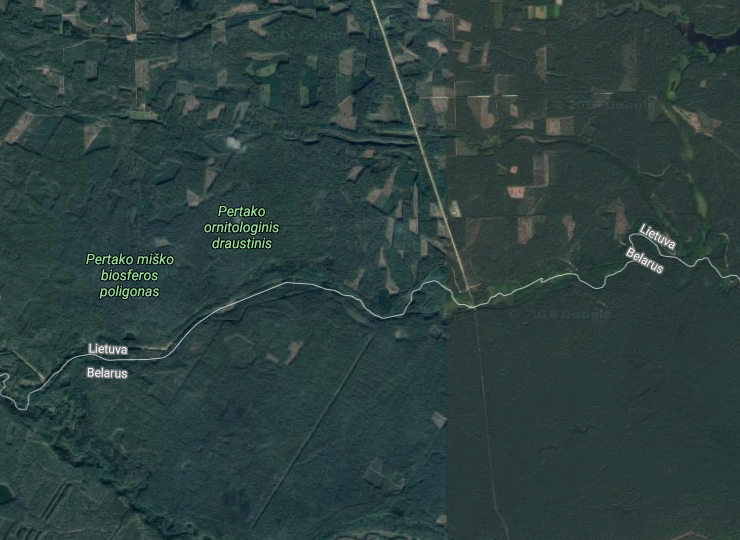 Pertako
ornitologinis
draustinis
Pertako miško
biosferos
poligonas
Lietuva
Belarus
Lietuva
Belarus